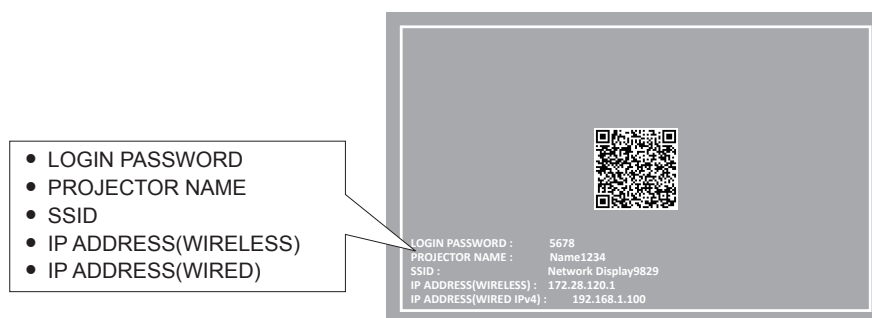 • LOGIN PASSWORD
• PROJECTOR NAME
• SSID
• IP ADDRESS(WIRELESS)
• IP ADDRESS(WIRED)
LOGIN PASSWORD : 5678
PROJECTOR NAME : Name1234
SSID : Network Display9829
IP ADDRESS(WIRELESS) : 172.28.120.1
IP ADDRESS(WIRED IPv4) : 192.168.1.100